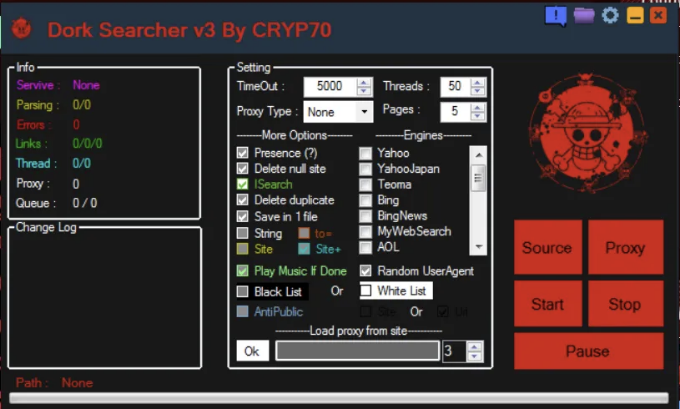 Dork Searcher v3 By CRYP70
Info
Servive : None
Parsing : 0/0
Errors : 0
Links : 0/0/0
Thread : 0/0
Proxy : 0
Queue : 0 / 0
Change Log
Path : None
Setting
TimeOut : 5000 Threads : 50
Proxy Type : None Pages : 5
More Options Engines
Presence (?) Yahoo
Delete null site YahooJapan
ISearch Teoma
Delete duplicate Bing
Save in 1 file BingNews
String to= MyWebSearch
Site Site+ AOL
Play Music If Done Random UserAgent
Black List Or White List
AntiPublic Site Or Url
Load proxy from site
Ok 3
Source Proxy
Start Stop
Pause